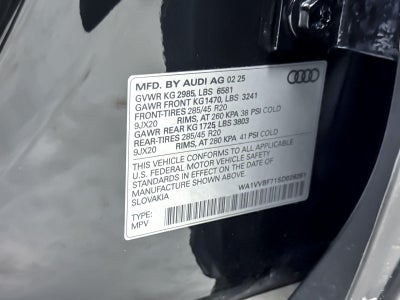 MFD. BY AUDI AG 02 25
GVWR KG 2985, LBS 6581
GAWR FRONT KG1470, LBS 3241
FRONT-TIRES 285/45 R20
9JX20 RIMS, AT 260 KPA 38 PSI COLD
GAWR REAR KG 1725, LBS 3803
REAR-TIRES 285/45 R20
9JX20 RIMS, AT 280 KPA 41 PSI COLD
THIS VEHICLE CONFORMS TO ALL APPLICABLE
U.S. FEDERAL MOTOR VEHICLE SAFETY
STANDARDS IN EFFECT ON THE DATE OF
MANUFACTURE SHOWN ABOVE.
SLOVAKIA
TYPE:
MPV